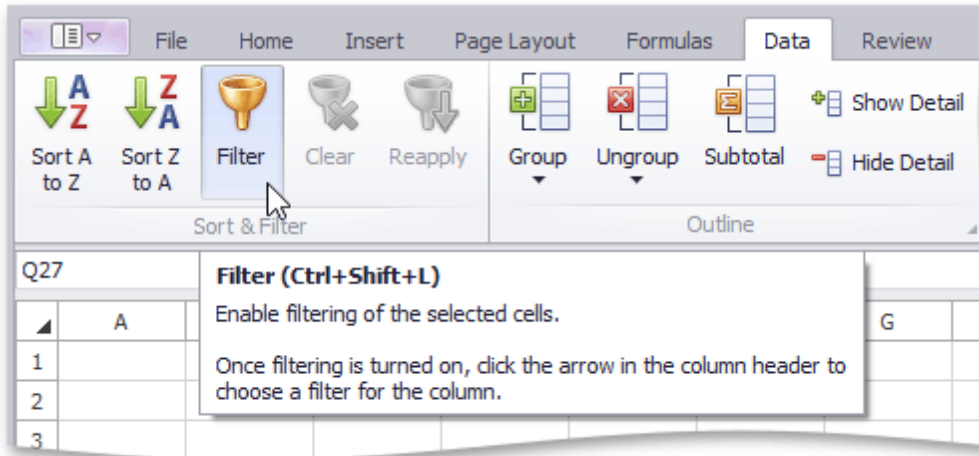 File Home Insert Page Layout Formulas Data Review
A Z
Z A
Sort A to Z
Sort Z to A
Filter
Clear
Reapply
Group
Ungroup
Subtotal
Show Detail
Hide Detail
Sort & Filter
Outline
Q27
Filter (Ctrl+Shift+L)
Enable filtering of the selected cells.
Once filtering is turned on, click the arrow in the column header to
choose a filter for the column.
A G
1
2
3